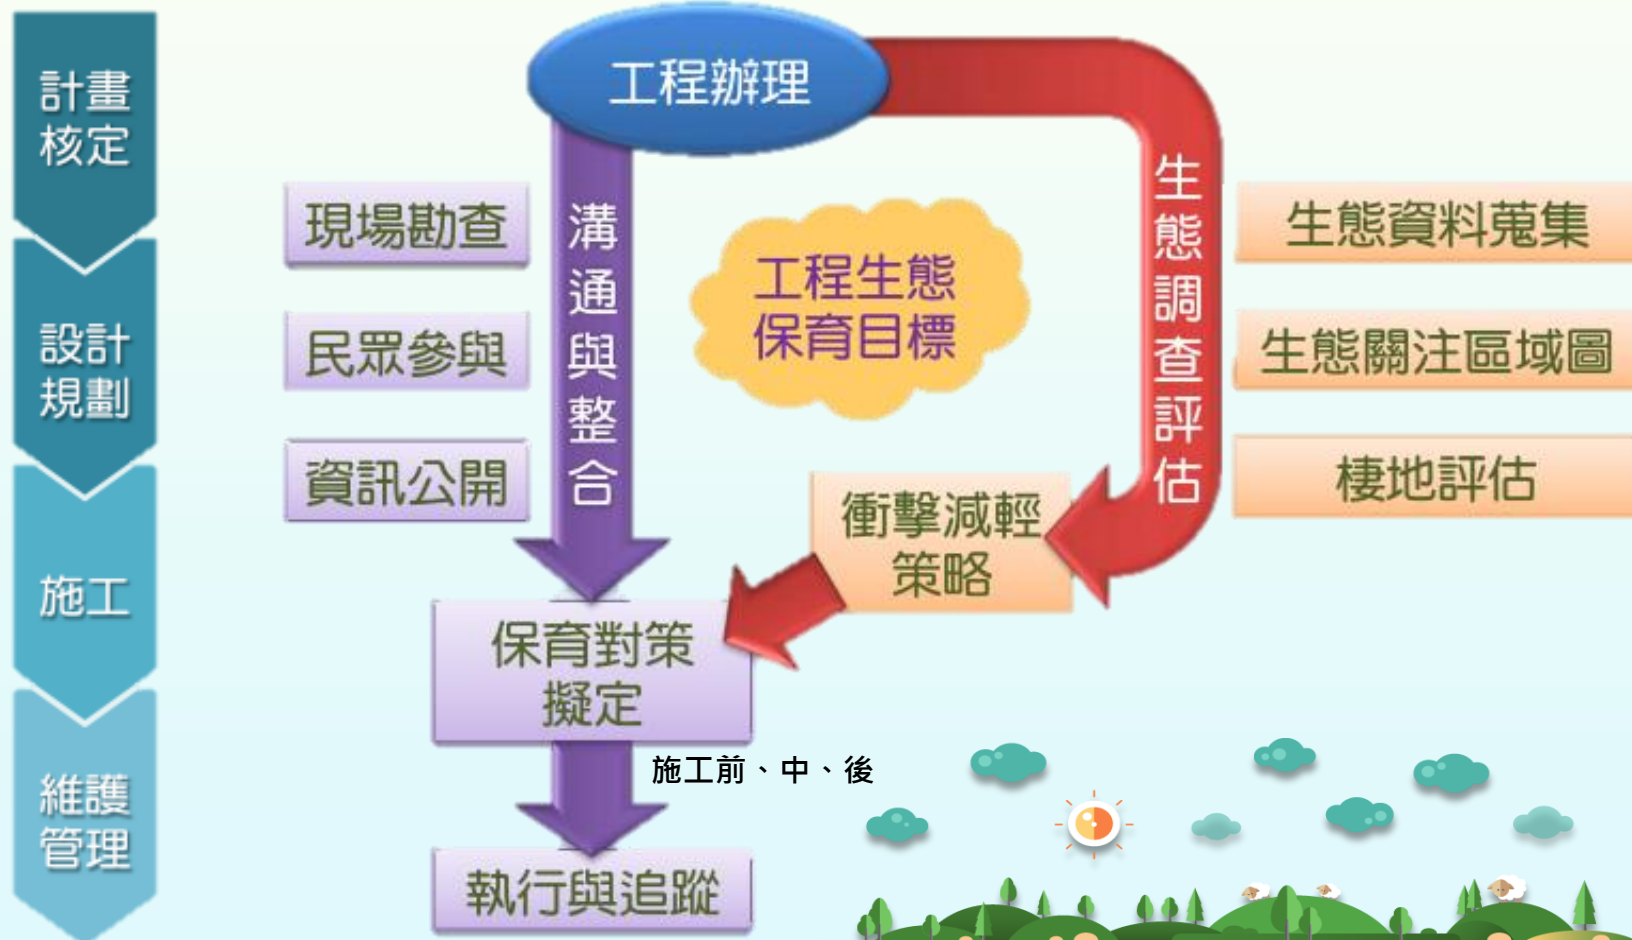 計畫
核定
設計
規劃
施工
維護
管理
工程辦理
溝通與整合
現場勘查
民眾參與
資訊公開
工程生態
保育目標
生態調查評估
生態資料蒐集
生態關注區域圖
棲地評估
衝擊減輕
策略
保育對策
擬定
施工前、中、後
執行與追蹤